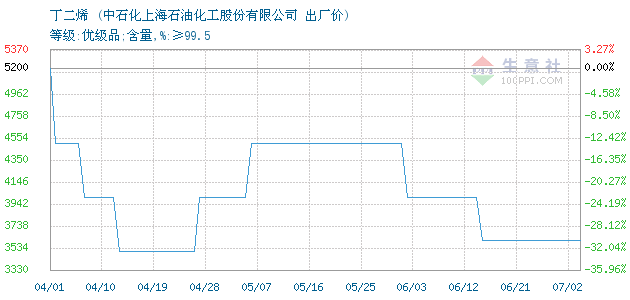 丁二烯 (中石化上海石油化工股份有限公司 出厂价)
等级:优级品;含量,%:≥99.5
5370 3.27%
5200 0.00%
4962 -4.58%
4758 -8.50%
4554 -12.42%
4350 -16.35%
4146 -20.27%
3942 -24.19%
3738 -28.12%
3534 -32.04%
3330 -35.96%
生意社
100PPI.COM
04/01 04/10 04/19 04/28 05/07 05/16 05/25 06/03 06/12 06/21 07/02